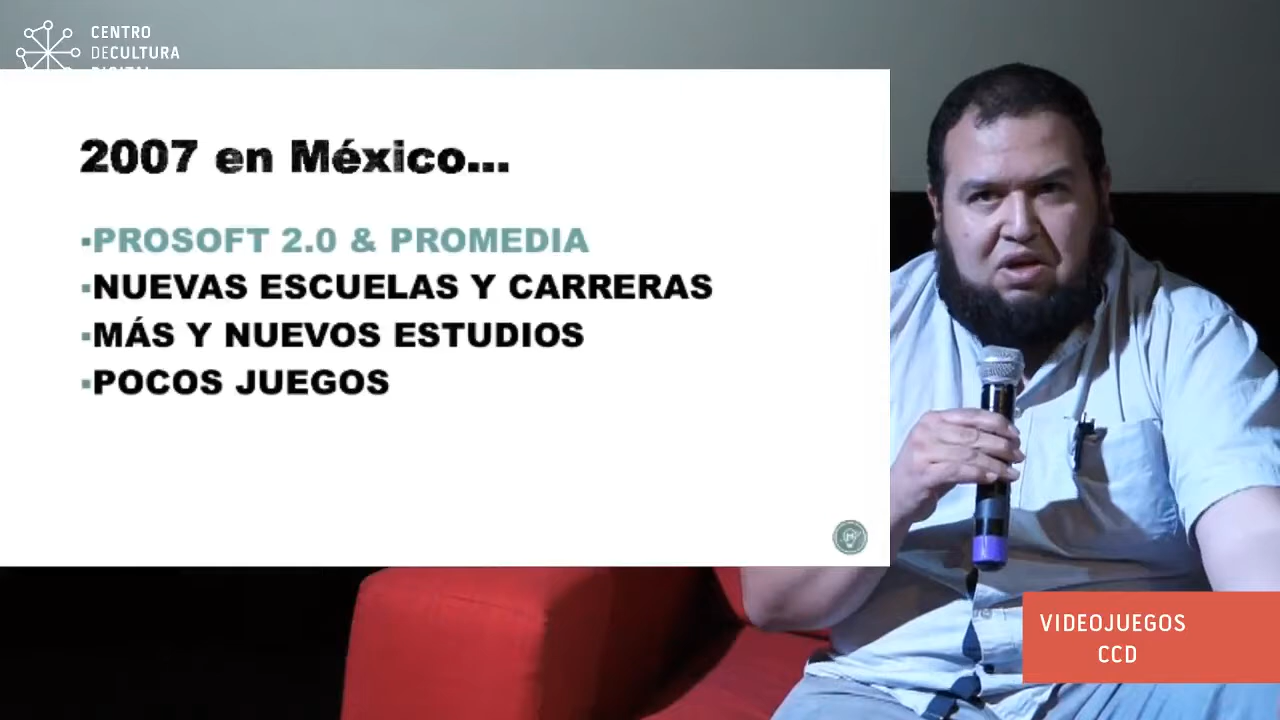 CENTRO
DECULTURA
DIGITAL
2007 en México...
▪PROSOFT 2.0 & PROMEDIA
▪NUEVAS ESCUELAS Y CARRERAS
▪MÁS Y NUEVOS ESTUDIOS
▪POCOS JUEGOS
VIDEOJUEGOS
CCD